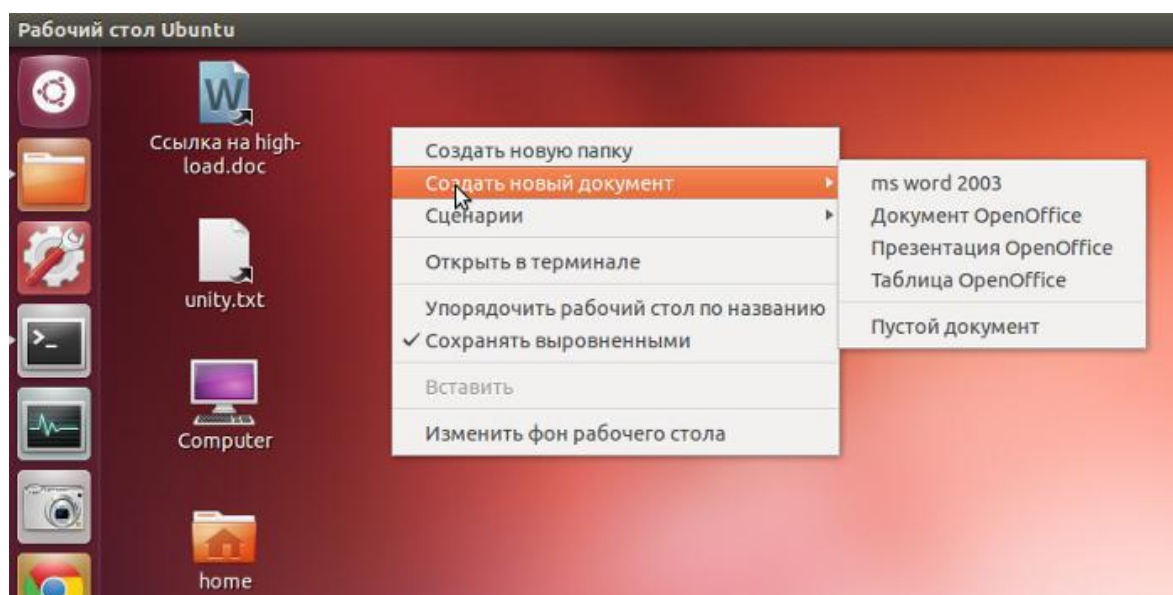 Рабочий стол Ubuntu
Ссылка на high-
load.doc
unity.txt
Computer
home
Создать новую папку
Создать новый документ
Сценарии
Открыть в терминале
Упорядочить рабочий стол по названию
Сохранять выровненными
Вставить
Изменить фон рабочего стола
ms word 2003
Документ OpenOffice
Презентация OpenOffice
Таблица OpenOffice
Пустой документ